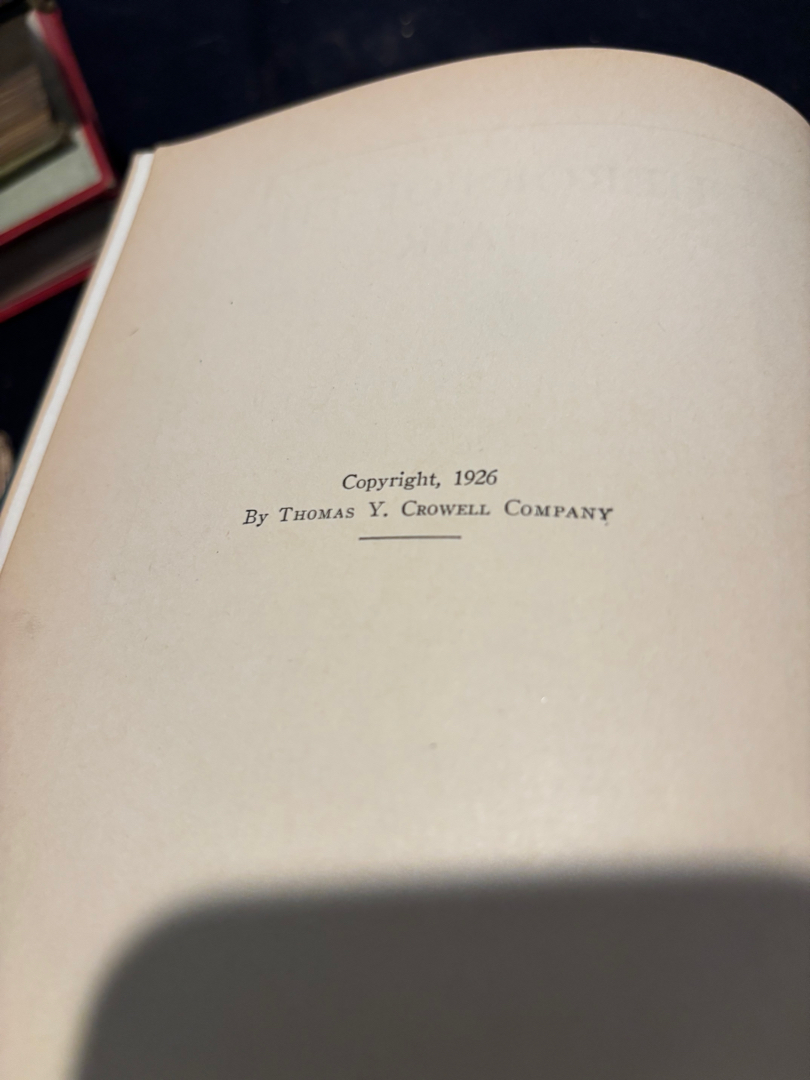 Copyright, 1926
By THOMAS Y. CROWELL COMPANY